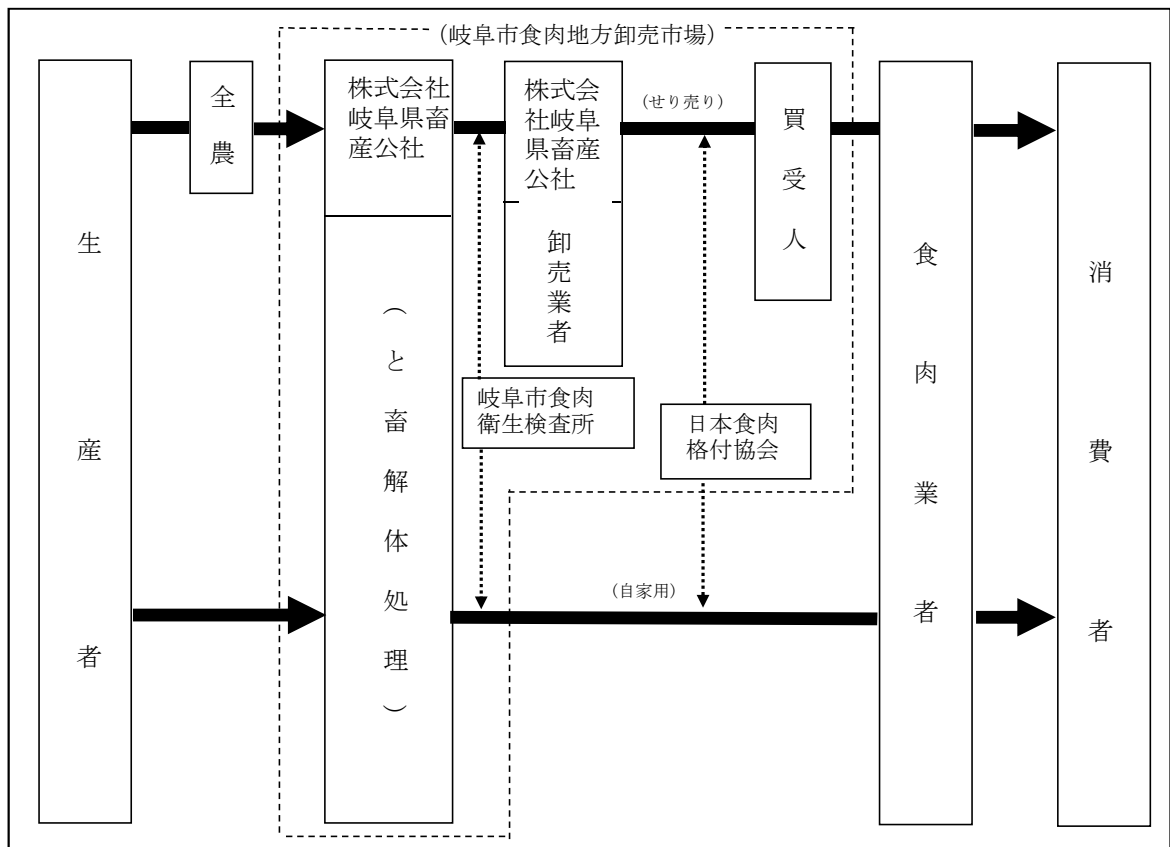 (岐阜市食肉地方卸売市場)
生産者
全農
株式会社
岐阜県畜
産公社
（と畜解体処理）
株式会
社岐阜
県畜産
公社
卸売業者
(せり売り)
買受人
岐阜市食肉
衛生検査所
日本食肉
格付協会
(自家用)
食肉業者
消費者